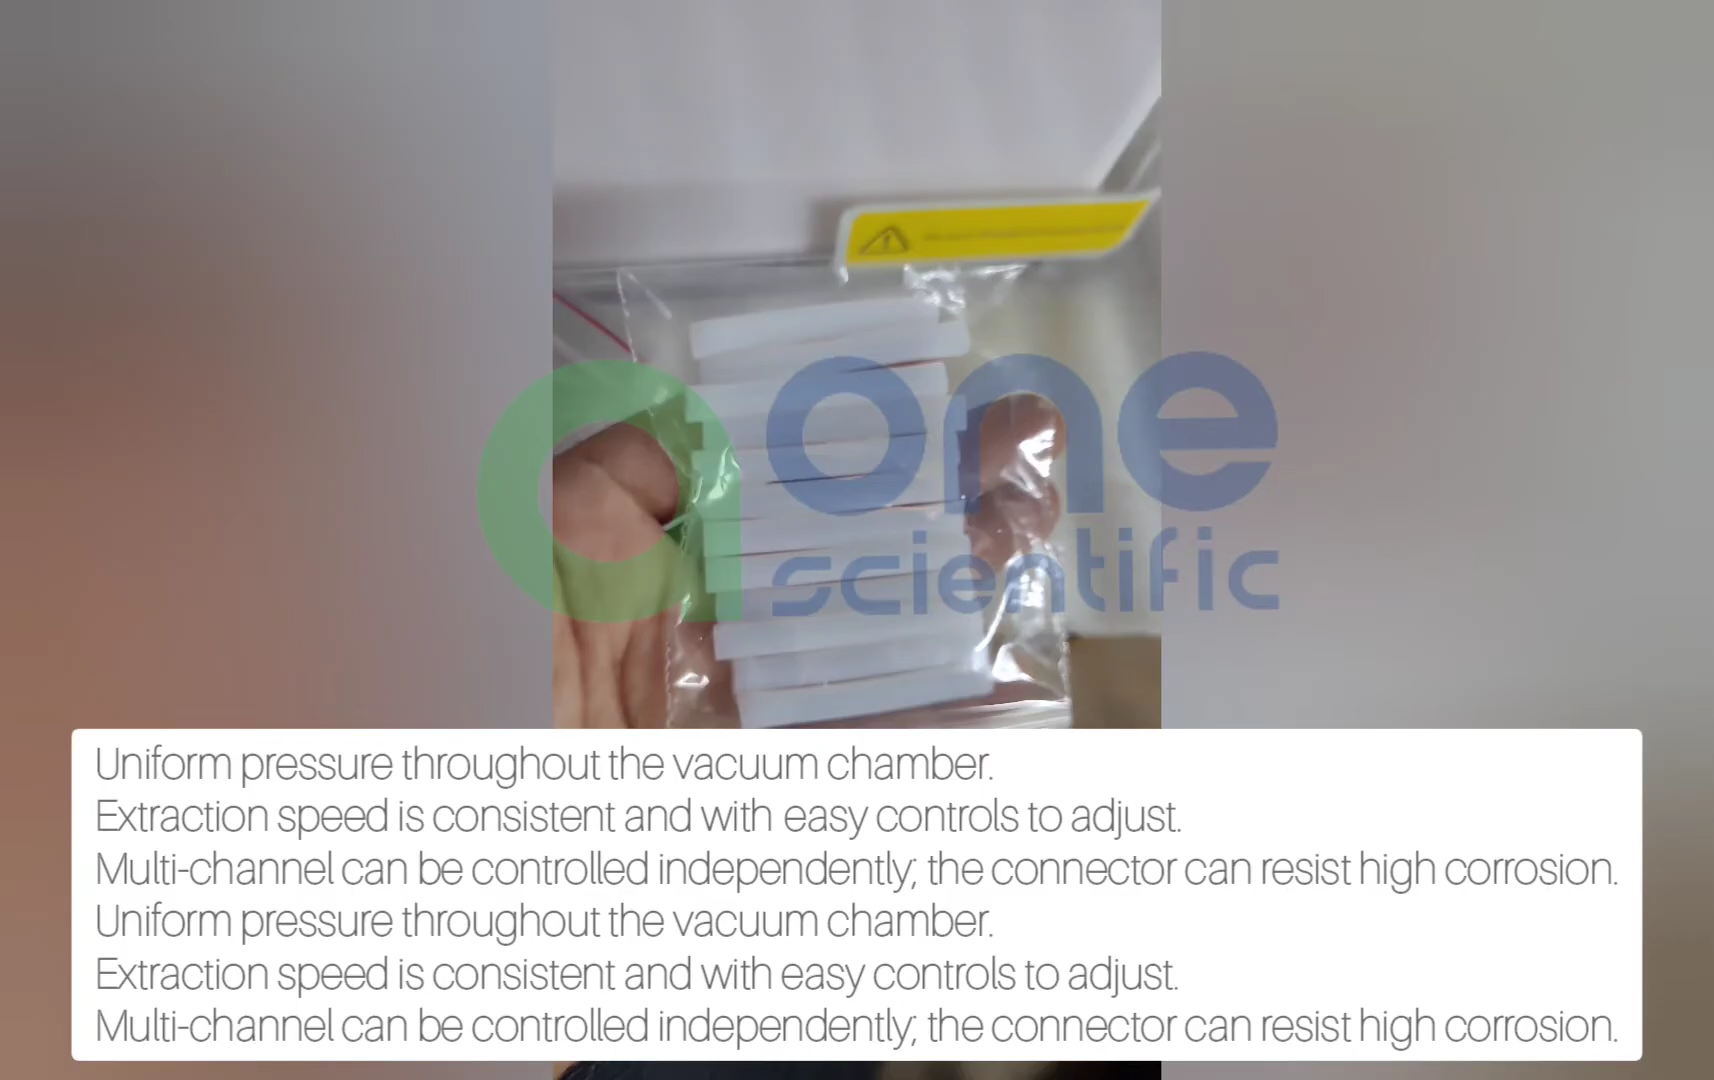 one
scientific
Uniform pressure throughout the vacuum chamber.
Extraction speed is consistent and with easy controls to adjust.
Multi-channel can be controlled independently; the connector can resist high corrosion.
Uniform pressure throughout the vacuum chamber.
Extraction speed is consistent and with easy controls to adjust.
Multi-channel can be controlled independently; the connector can resist high corrosion.